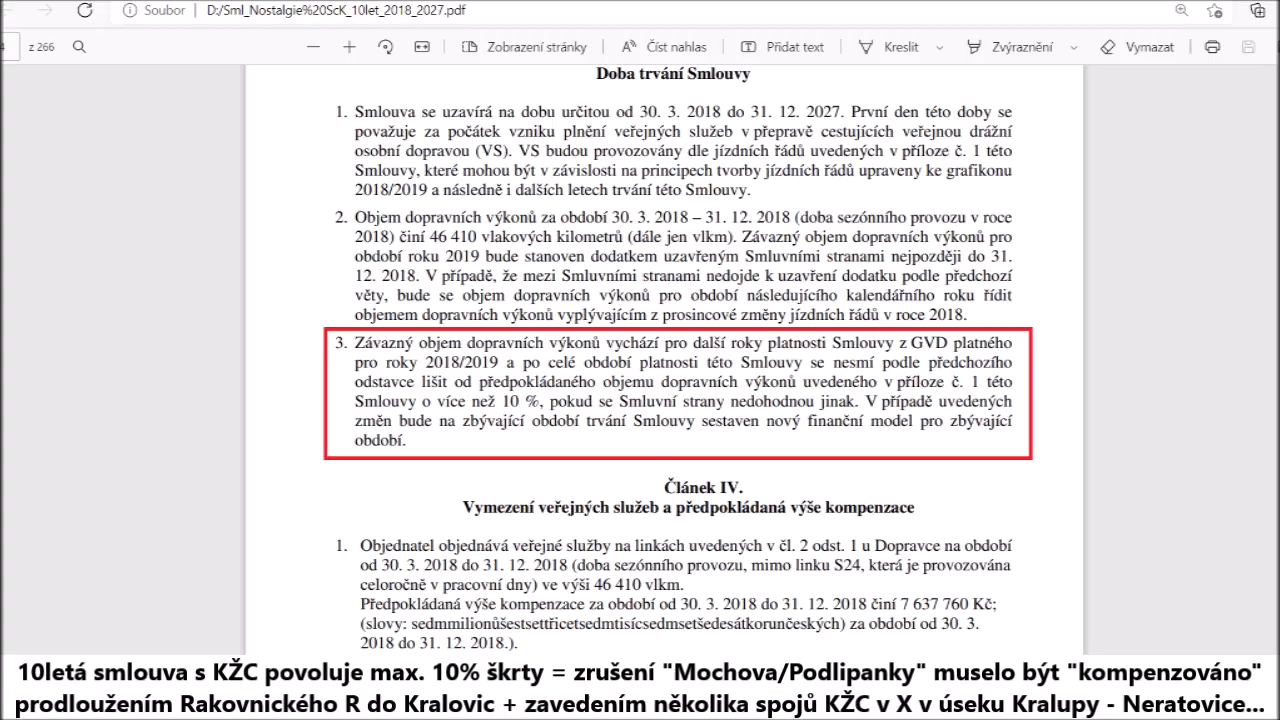 Soubor | D:/Sml_Nostalgie%20ScK_10let_2018_2027.pdf
4 z 266 Zobrazení stránky Číst nahlas Přidat text Kreslit Zvýraznění Vymazat
Doba trvání Smlouvy
1. Smlouva se uzavírá na dobu určitou od 30. 3. 2018 do 31. 12. 2027. První den této doby se
považuje za počátek vzniku plnění veřejných služeb v přepravě cestujících veřejnou drážní
osobní dopravou (VS). VS budou provozovány dle jízdních řádů uvedených v příloze č. 1 této
Smlouvy, které mohou být v závislosti na principech tvorby jízdních řádů upraveny ke grafikonu
2018/2019 a následně i dalších letech trvání této Smlouvy.
2. Objem dopravních výkonů za období 30. 3. 2018 – 31. 12. 2018 (doba sezónního provozu v roce
2018) činí 46 410 vlakových kilometrů (dále jen vlkm). Závazný objem dopravních výkonů pro
období roku 2019 bude stanoven dodatkem uzavřeným Smluvními stranami nejpozději do 31.
12. 2018. V případě, že mezi Smluvními stranami nedojde k uzavření dodatku podle předchozí
věty, bude se objem dopravních výkonů pro období následujícího kalendářního roku řídit
objemem dopravních výkonů vyplývajícím z prosincové změny jízdních řádů v roce 2018.
3. Závazný objem dopravních výkonů vychází pro další roky platnosti Smlouvy z GVD platného
pro roky 2018/2019 a po celé období platnosti této Smlouvy se nesmí podle předchozího
odstavce lišit od předpokládaného objemu dopravních výkonů uvedeného v příloze č. 1 této
Smlouvy o více než 10 %, pokud se Smluvní strany nedohodnou jinak. V případě uvedených
změn bude na zbývající období trvání Smlouvy sestaven nový finanční model pro zbývající
období.
Článek IV.
Vymezení veřejných služeb a předpokládaná výše kompenzace
1. Objednatel objednává veřejné služby na linkách uvedených v čl. 2 odst. 1 u Dopravce na období
od 30. 3. 2018 do 31. 12. 2018 (doba sezónního provozu, mimo linku S24, která je provozována
celoročně v pracovní dny) ve výši 46 410 vlkm.
Předpokládaná výše kompenzace za období od 30. 3. 2018 do 31. 12. 2018 činí 7 637 760 Kč;
(slovy: sedmmilionůšestsettřicetsedmtisícsedmsetšedesátkorunčeských) za období od 30. 3.
2018 do 31. 12. 2018.).
10letá smlouva s KŽC povoluje max. 10% škrty = zrušení "Mochova/Podlipanky" muselo být "kompenzováno"
prodloužením Rakovnického R do Kralovic + zavedením několika spojů KŽC v X v úseku Kralupy - Neratovice...